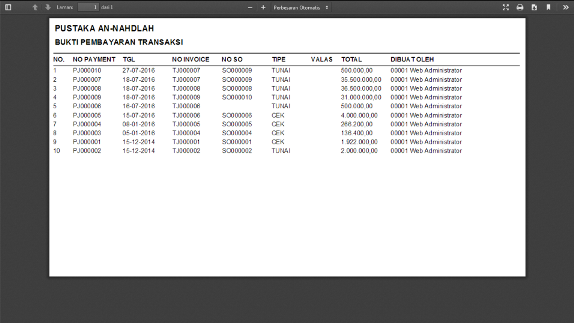 Laman: 1 dari 1 Perbesaran Otomatis
PUSTAKA AN-NAHDLAH
BUKTI PEMBAYARAN TRANSAKSI
NO. NO PAYMENT TGL NO INVOICE NO SO TIPE VALAS TOTAL DIBUAT OLEH
1 PJ000010 27-07-2016 TJ000007 SO000009 TUNAI 500.000,00 00001 Web Administrator
2 PJ000007 18-07-2016 TJ000007 SO000009 TUNAI 35.500.000,00 00001 Web Administrator
3 PJ000008 18-07-2016 TJ000008 SO000008 TUNAI 36.500.000,00 00001 Web Administrator
4 PJ000009 18-07-2016 TJ000009 SO000010 TUNAI 31.000.000,00 00001 Web Administrator
5 PJ000006 16-07-2016 TJ000006 TUNAI 500.000,00 00001 Web Administrator
6 PJ000005 15-07-2016 TJ000006 SO000006 CEK 4.000.000,00 00001 Web Administrator
7 PJ000004 08-01-2016 TJ000005 SO000005 CEK 266.200,00 00001 Web Administrator
8 PJ000003 05-01-2016 TJ000004 SO000004 CEK 136.400,00 00001 Web Administrator
9 PJ000001 15-12-2014 TJ000001 SO000001 CEK 1.922.000,00 00001 Web Administrator
10 PJ000002 15-12-2014 TJ000002 SO000002 TUNAI 2.000.000,00 00001 Web Administrator